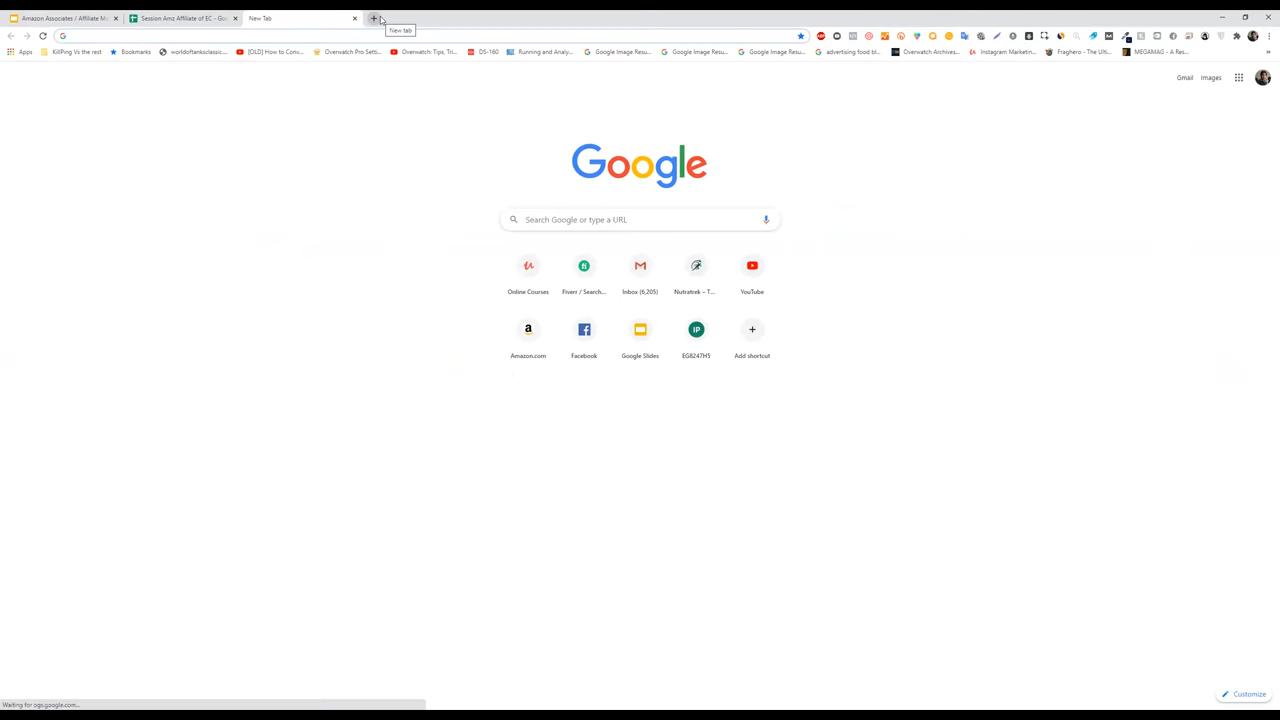 Amazon Associates / Affiliate M
Session Amz Affiliate of EC - Goo
New Tab
New tab
Apps
KillPing Vs the rest
Bookmarks
worldoftanksclassic....
[OLD] How to Conv...
Overwatch Pro Setti...
Overwatch: Tips, Tri...
DS-160
Running and Analy...
Google Image Resu...
Google Image Resu...
Google Image Resu...
advertising food bl...
Overwatch Archives...
Instagram Marketin...
Fraghero - The Ulti...
MEGAMAG - A Res...
»
Gmail
Images
Google
Search Google or type a URL
Online Courses
Fiverr / Search...
Inbox (6,205)
Nutratrek – T...
YouTube
Amazon.com
Facebook
Google Slides
IP
EG8247H5
Add shortcut
Waiting for ogs.google.com...
Customize